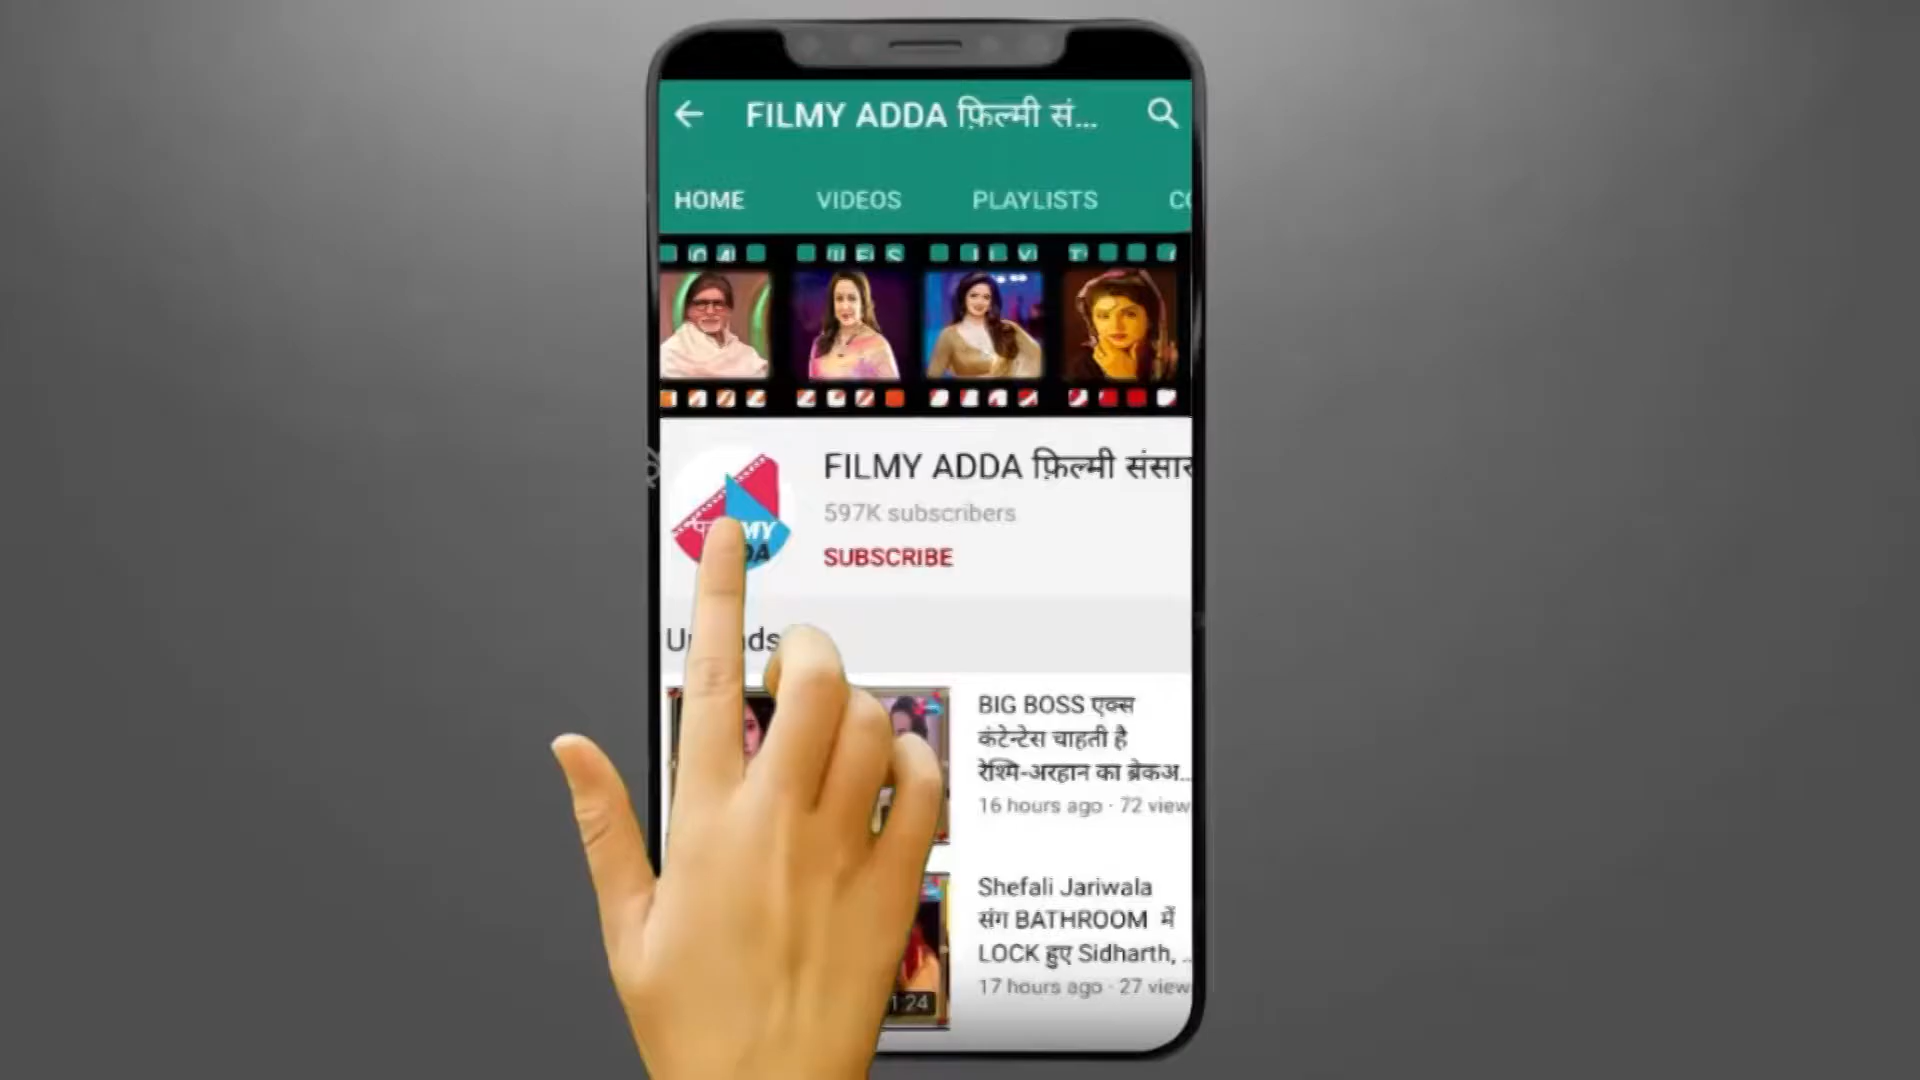 FILMY ADDA फ़िल्मी सं...
HOME VIDEOS PLAYLISTS
FILMY ADDA फ़िल्मी संसार
597K subscribers
SUBSCRIBE
BIG BOSS एक्स
कंटेन्टेस चाहती है
रेश्मि-अरहान का ब्रेकअ...
16 hours ago · 72 view
Shefali Jariwala
संग BATHROOM में
LOCK हुए Sidharth, ..
17 hours ago · 27 view
1:24